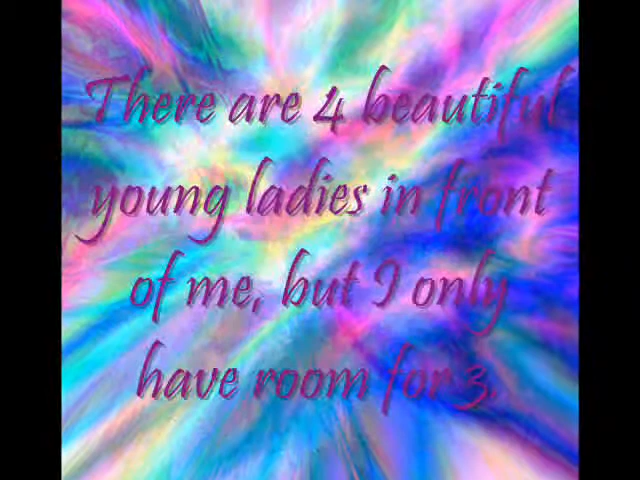 There are 4 beautiful
young ladies in front
of me, but I only
have room for 3.